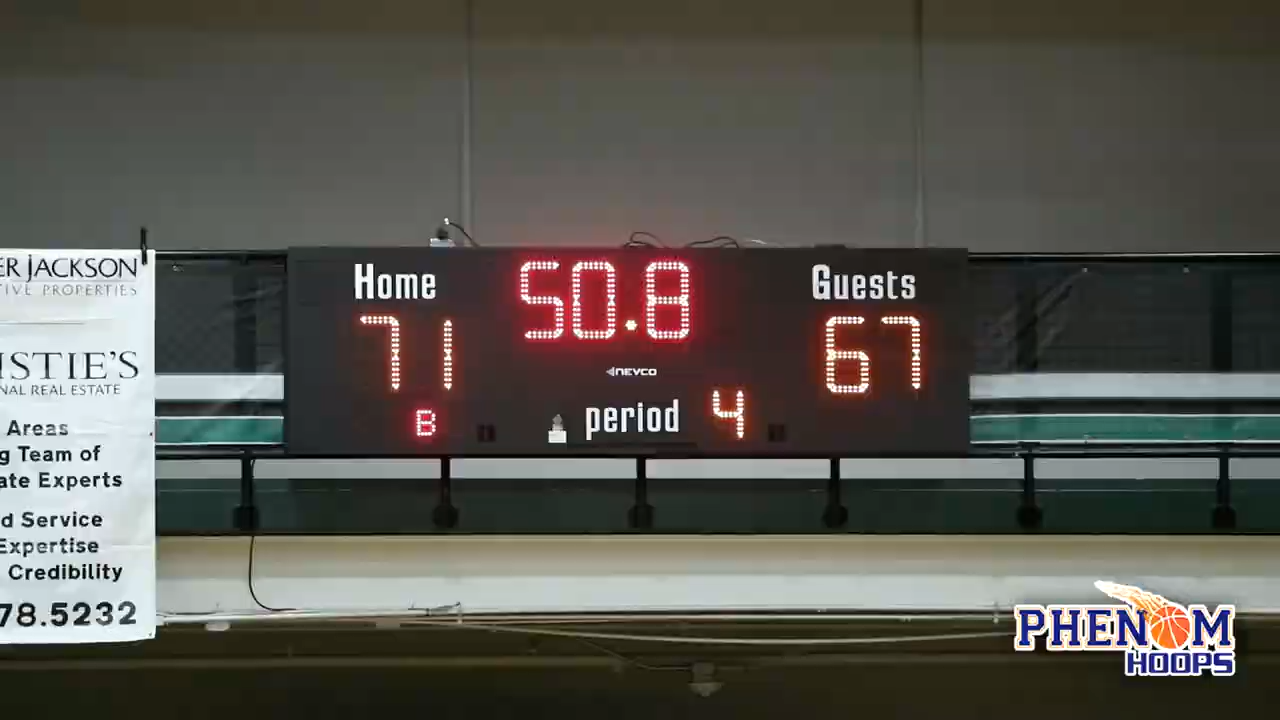 ER JACKSON
TIVE PROPERTIES
ISTIE'S
NAL REAL ESTATE
Areas
g Team of
ate Experts
d Service
Expertise
Credibility
78.5232
Home
50.8
Guests
71
67
NEVCO
B
period
4
PHENOM
HOOPS